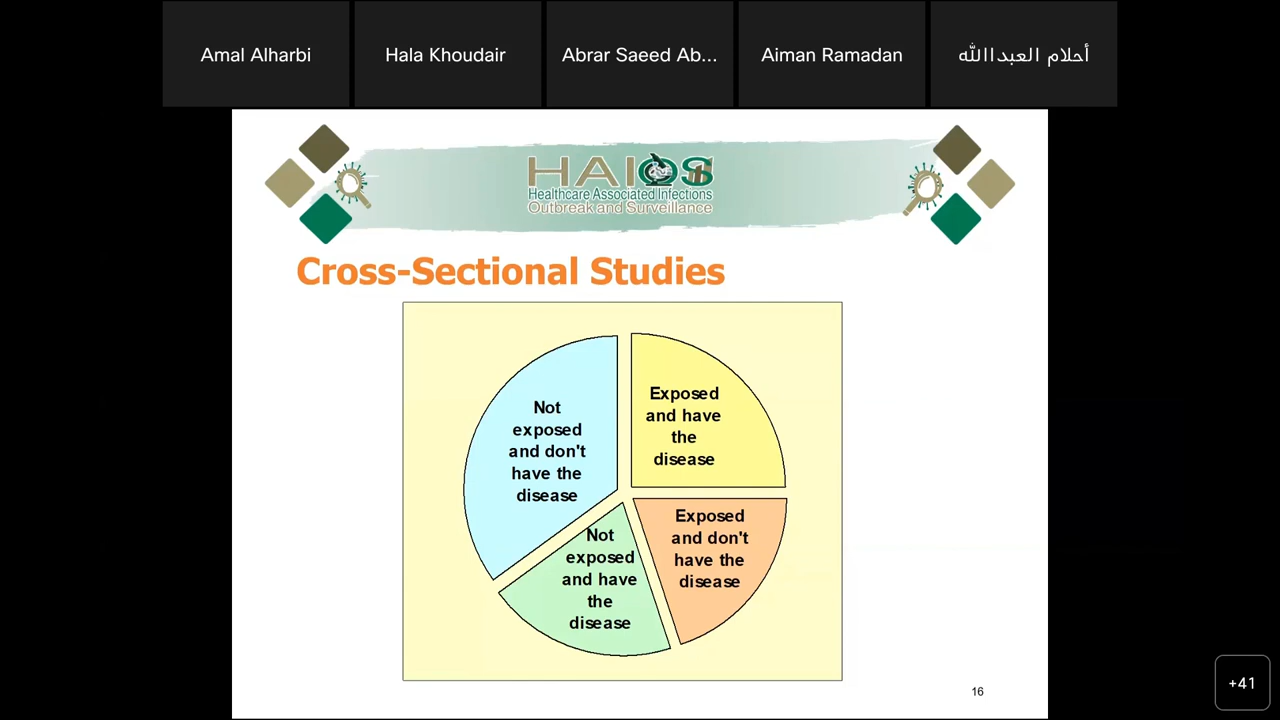 Amal Alharbi
Hala Khoudair
Abrar Saeed Ab...
Aiman Ramadan
أحلام العبداالله
HAIOS
Healthcare Associated Infections
Outbreak and Surveillance
Cross-Sectional Studies
Not
exposed
and don't
have the
disease
Exposed
and have
the
disease
Not
exposed
and have
the
disease
Exposed
and don't
have the
disease
16
+41